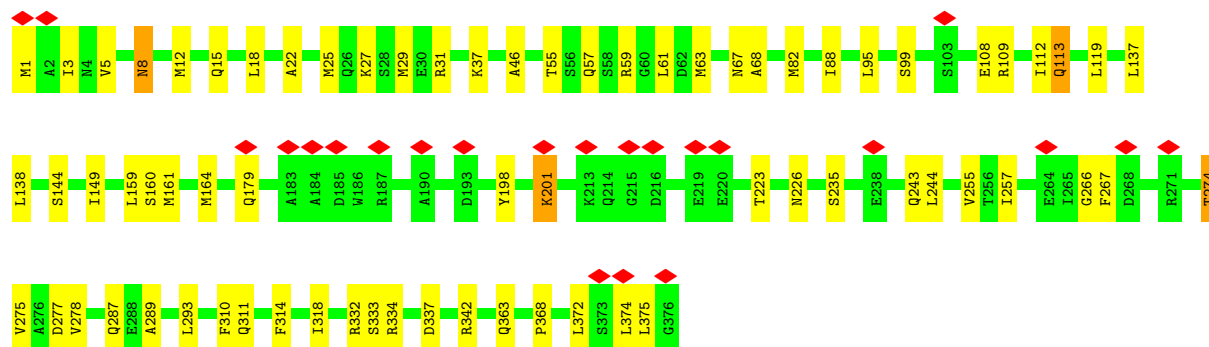 M1 A2 I3 N4 V5 N8 M12 Q15 L18 A22 M25 Q26 K27 S28 M29 E30 R31 K37 A46 T55 S56 Q57 S58 R59 G60 L61 D62 M63 N67 A68 M82 I88 L95 S99 S103 E108 R109 I112 Q113 L119 L137
L138 S144 I149 L159 S160 M161 M164 Q179 A183 A184 D185 W186 R187 A190 D193 Y198 K201 K213 Q214 G215 D216 E219 E220 T223 N226 S235 E238 Q243 L244 V255 T256 I257 E264 I265 G266 F267 D268 R271 T274
V275 A276 D277 V278 Q287 E288 A289 L293 F310 Q311 F314 I318 R332 S333 R334 D337 R342 Q363 P368 L372 S373 L374 L375 G376